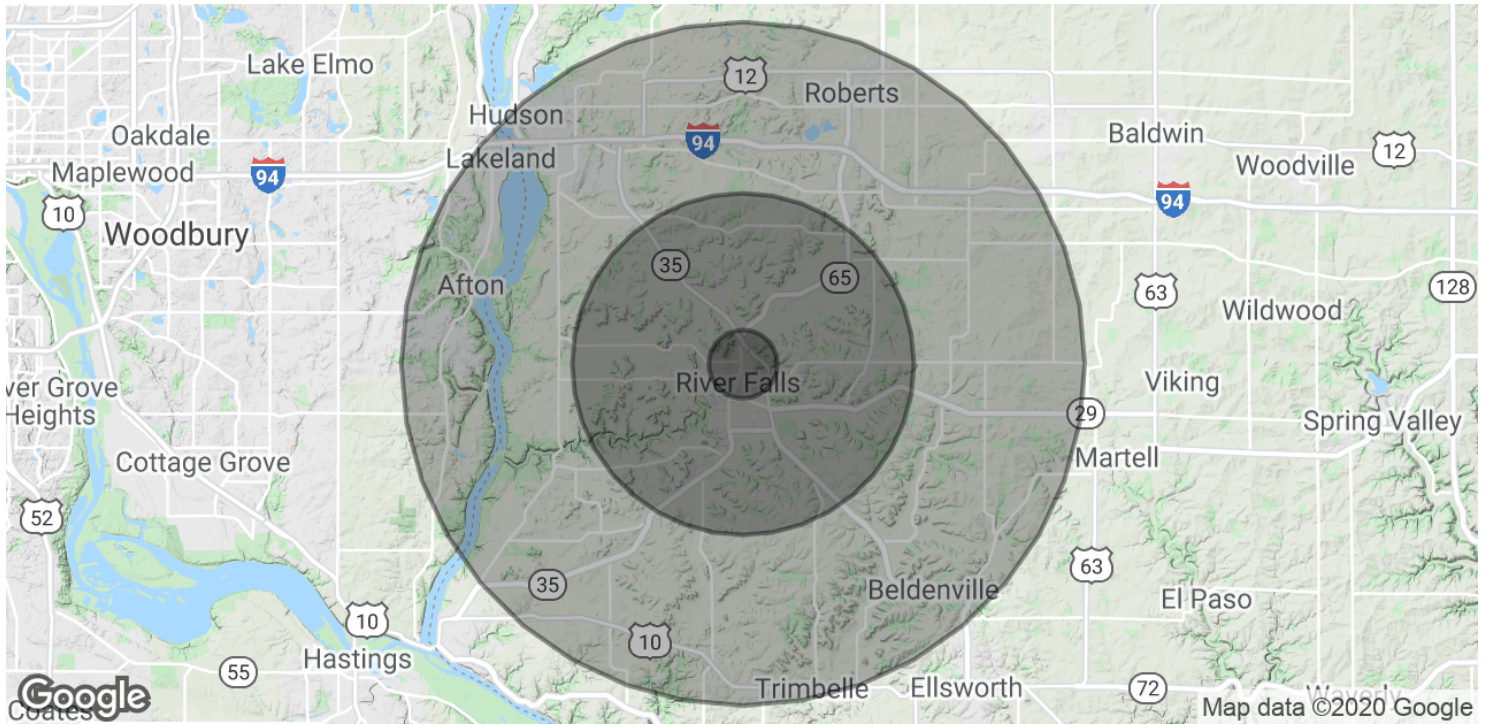 Lake Elmo
12
Roberts
Hudson
Oakdale
94
Baldwin
12
Lakeland
Woodville
Maplewood
94
94
10
Woodbury
35
65
Afton
63
128
Wildwood
River Falls
Viking
ver Grove
Heights
29
Spring Valley
Cottage Grove
Martell
52
63
35
Beldenville
El Paso
10
10
Hastings
55
Trimbelle
Ellsworth
72
Waverly
Google
Coates
Map data ©2020 Google